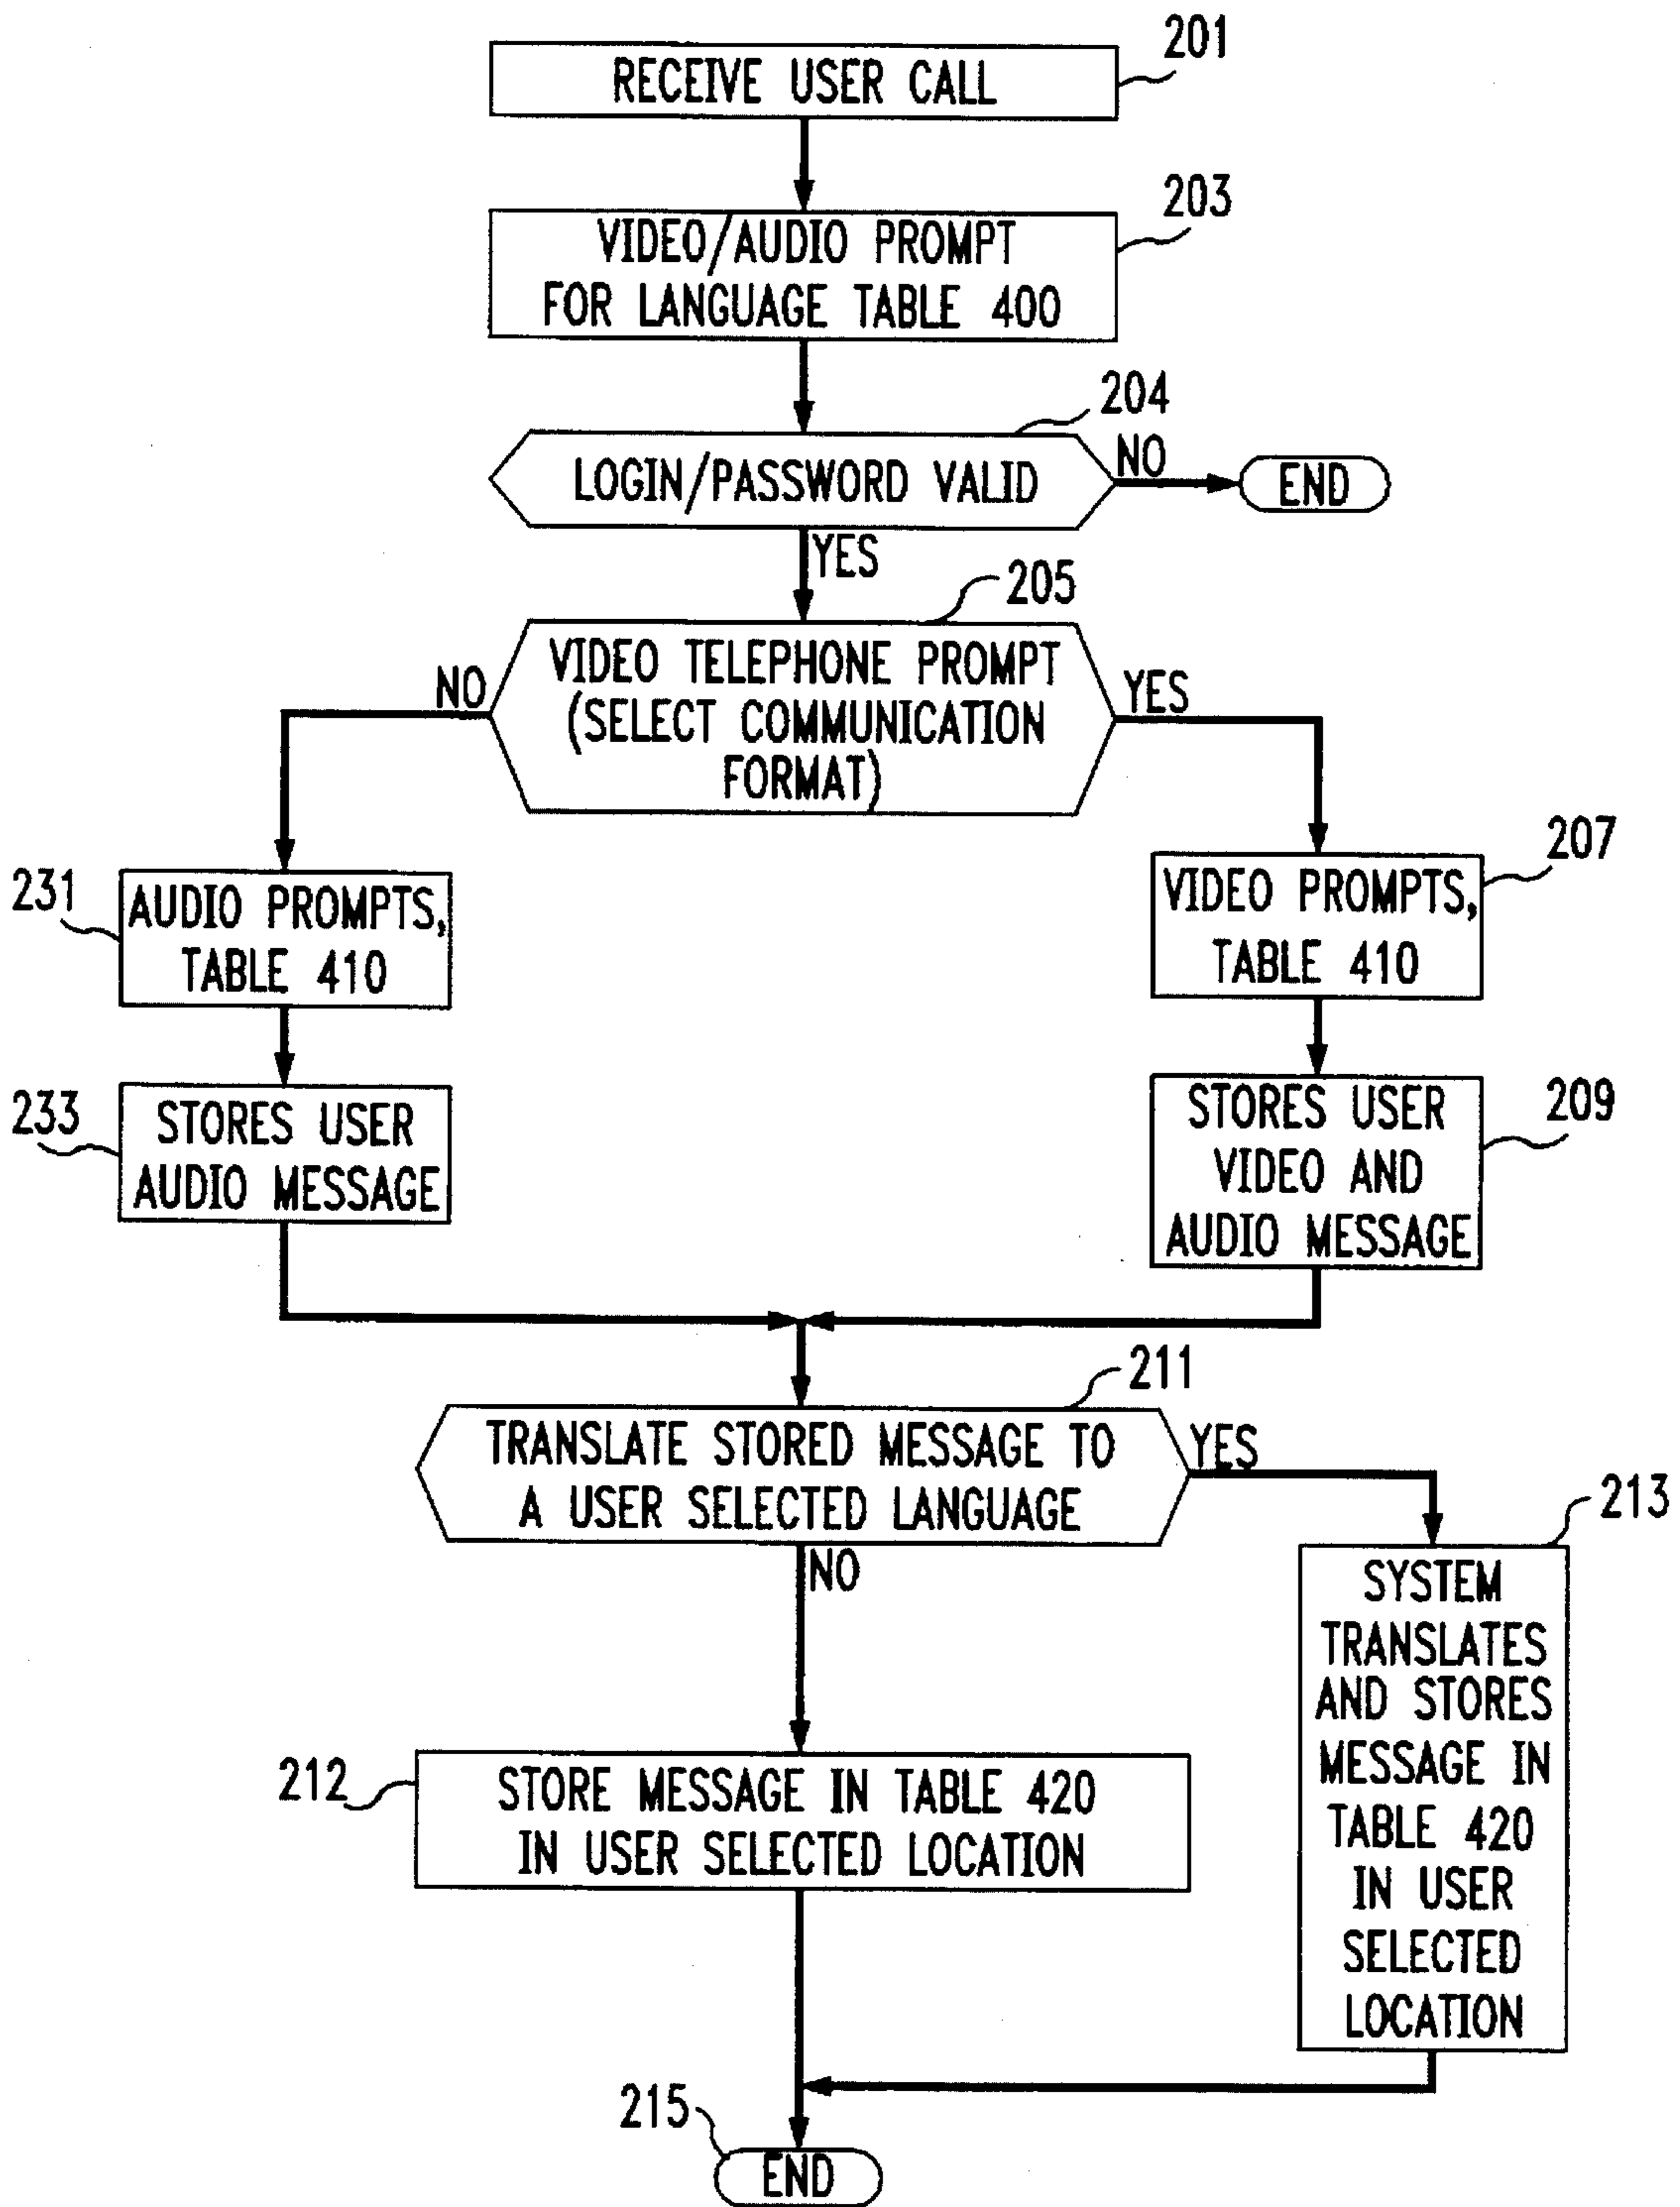 201
RECEIVE USER CALL
203
VIDEO/AUDIO PROMPT
FOR LANGUAGE TABLE 400
204
LOGIN/PASSWORD VALID
NO
END
YES
205
VIDEO TELEPHONE PROMPT
(SELECT COMMUNICATION
FORMAT)
NO
YES
231
AUDIO PROMPTS,
TABLE 410
207
VIDEO PROMPTS,
TABLE 410
233
STORES USER
AUDIO MESSAGE
209
STORES USER
VIDEO AND
AUDIO MESSAGE
211
TRANSLATE STORED MESSAGE TO
A USER SELECTED LANGUAGE
YES
NO
213
SYSTEM
TRANSLATES
AND STORES
MESSAGE IN
TABLE 420
IN USER
SELECTED
LOCATION
212
STORE MESSAGE IN TABLE 420
IN USER SELECTED LOCATION
215
END